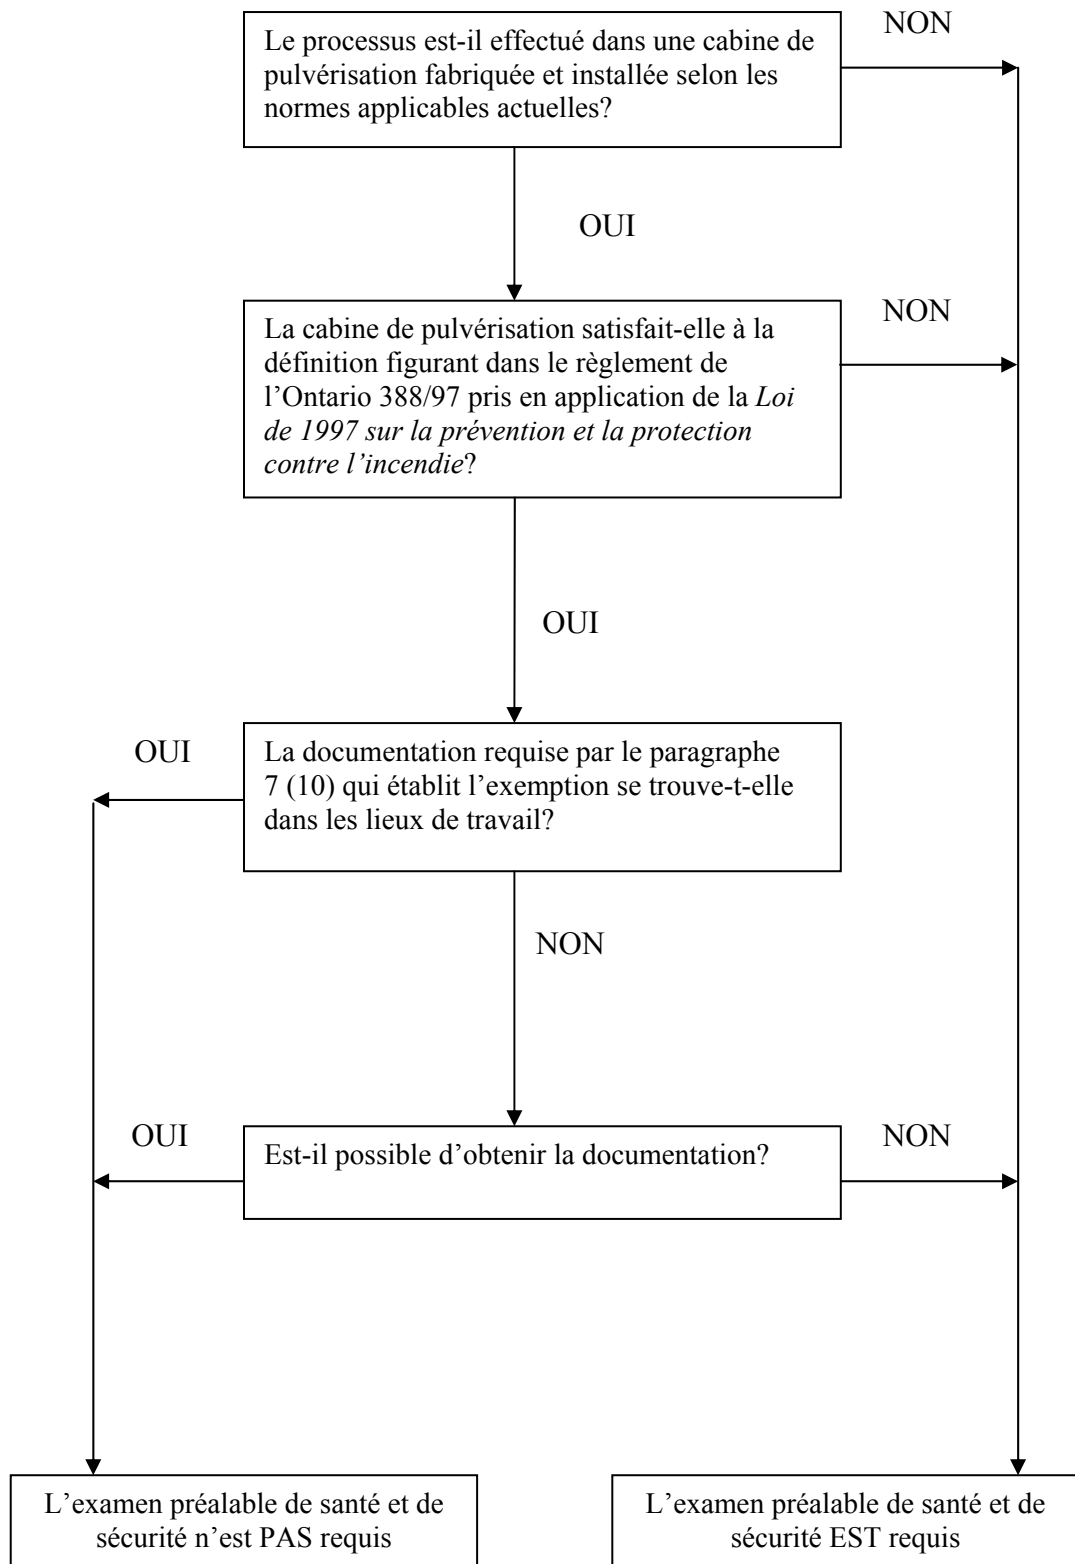 NON
Le processus est-il effectué dans une cabine de
pulvérisation fabriquée et installée selon les
normes applicables actuelles?
OUI
NON
La cabine de pulvérisation satisfait-elle à la
définition figurant dans le règlement de
l’Ontario 388/97 pris en application de la Loi
de 1997 sur la prévention et la protection
contre l’incendie?
OUI
OUI
La documentation requise par le paragraphe
7 (10) qui établit l’exemption se trouve-t-elle
dans les lieux de travail?
NON
OUI
Est-il possible d’obtenir la documentation?
NON
L’examen préalable de santé et de
sécurité n’est PAS requis
L’examen préalable de santé et de
sécurité EST requis